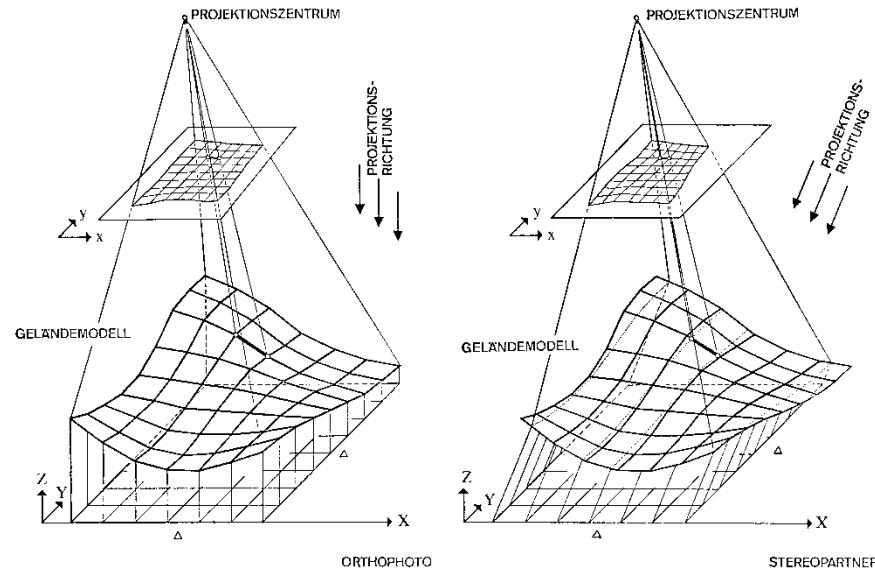 PROJEKTIONSZENTRUM
PROJEKTIONS-
RICHTUNG
y
x
GELÄNDEMODELL
Z
Y
X
Δ
Δ
ORTHOPHOTO
PROJEKTIONSZENTRUM
PROJEKTIONS-
RICHTUNG
y
x
GELÄNDEMODELL
Z
Y
X
Δ
Δ
STEREOPARTNER